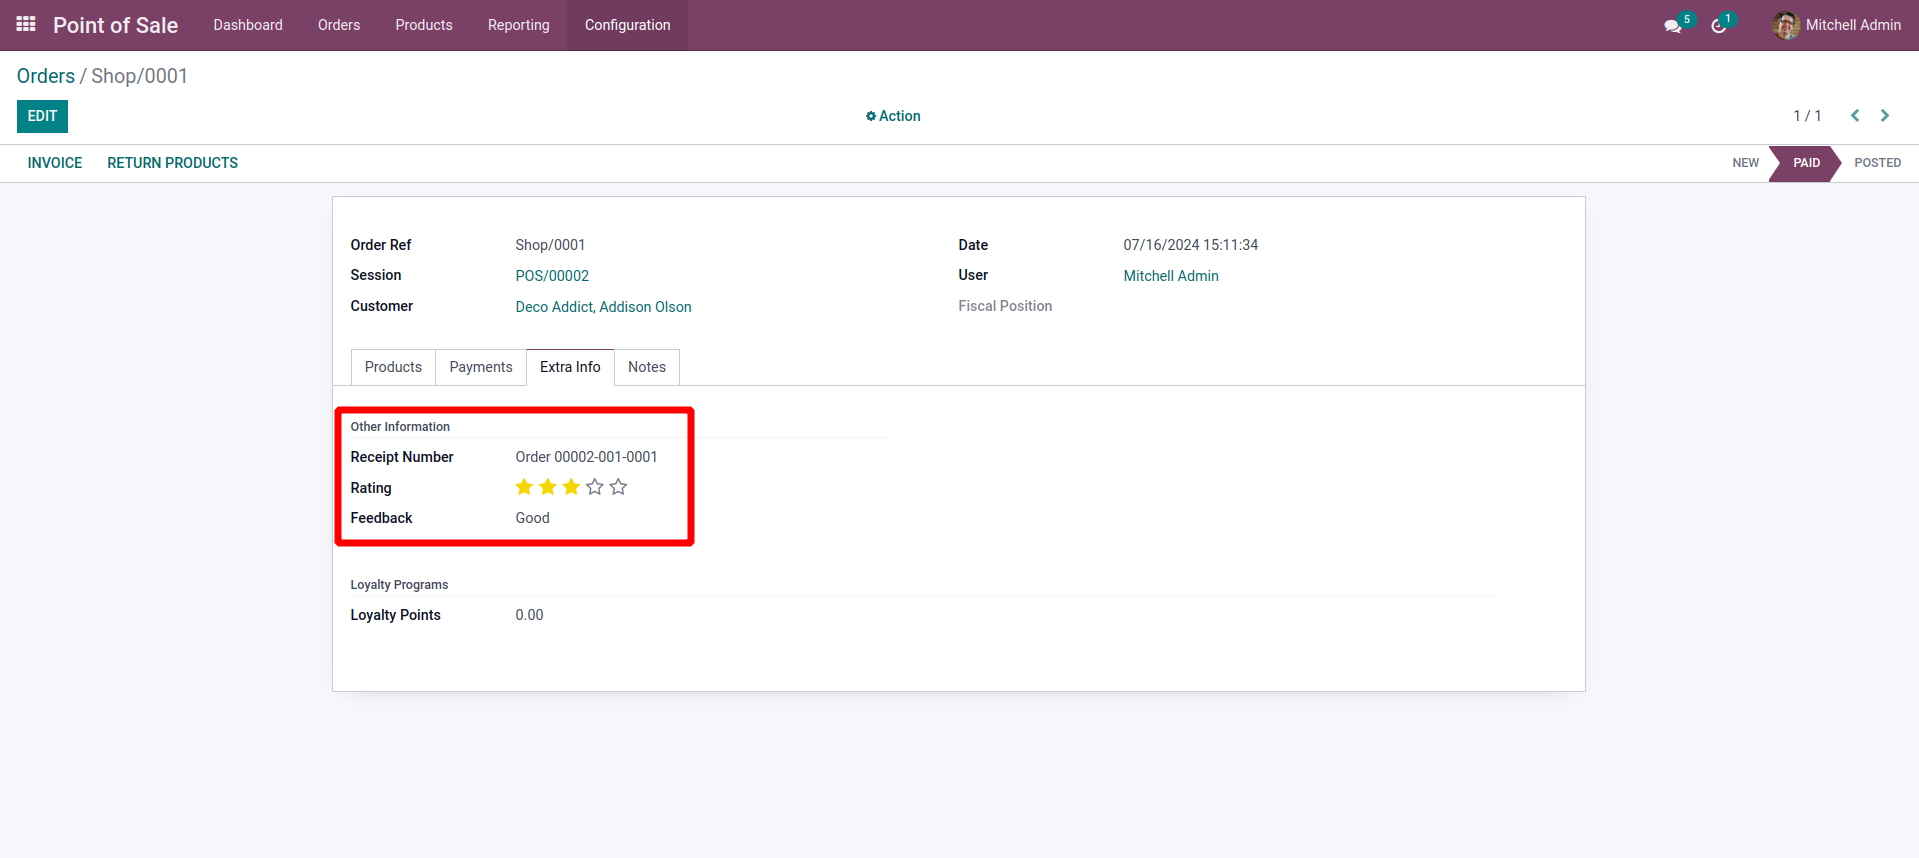 Point of Sale Dashboard Orders Products Reporting Configuration 5 1 Mitchell Admin
Orders / Shop/0001
EDIT Action 1 / 1
INVOICE RETURN PRODUCTS NEW PAID POSTED
Order Ref Shop/0001 Date 07/16/2024 15:11:34
Session POS/00002 User Mitchell Admin
Customer Deco Addict, Addison Olson Fiscal Position
Products Payments Extra Info Notes
Other Information
Receipt Number Order 00002-001-0001
Rating
Feedback Good
Loyalty Programs
Loyalty Points 0.00